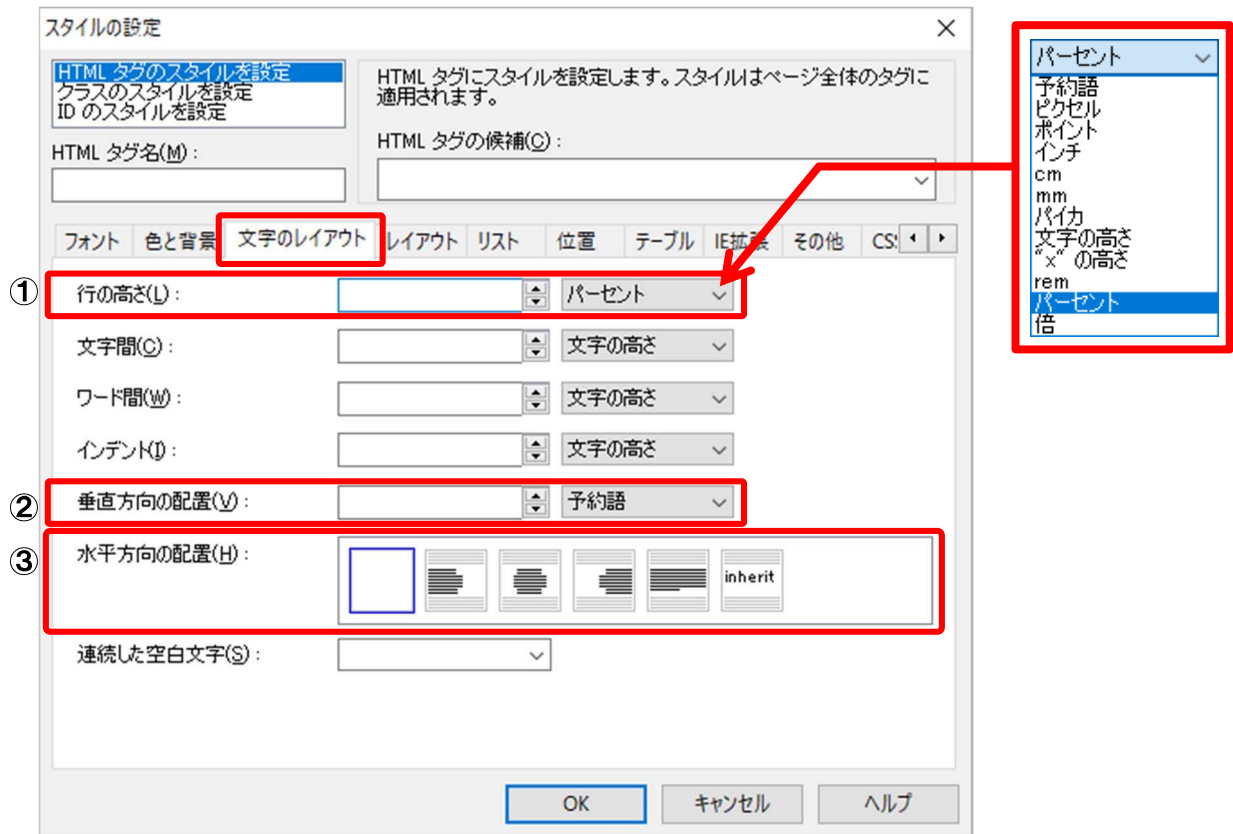 スタイルの設定
HTML タグのスタイルを設定
クラスのスタイルを設定
ID のスタイルを設定
HTML タグにスタイルを設定します。スタイルはページ全体のタグに
適用されます。
HTML タグ名(M) :
HTML タグの候補(C) :
フォント 色と背景 文字のレイアウト レイアウト リスト 位置 テーブル IE拡張 その他 CS
① 行の高さ(L) : パーセント
文字間(C) : 文字の高さ
ワード間(W) : 文字の高さ
インデント(I) : 文字の高さ
② 垂直方向の配置(V) : 予約語
③ 水平方向の配置(H) : inherit
連続した空白文字(S) :
OK キャンセル ヘルプ
パーセント
予約語
ピクセル
ポイント
インチ
cm
mm
パイカ
文字の高さ
"x" の高さ
rem
パーセント
倍